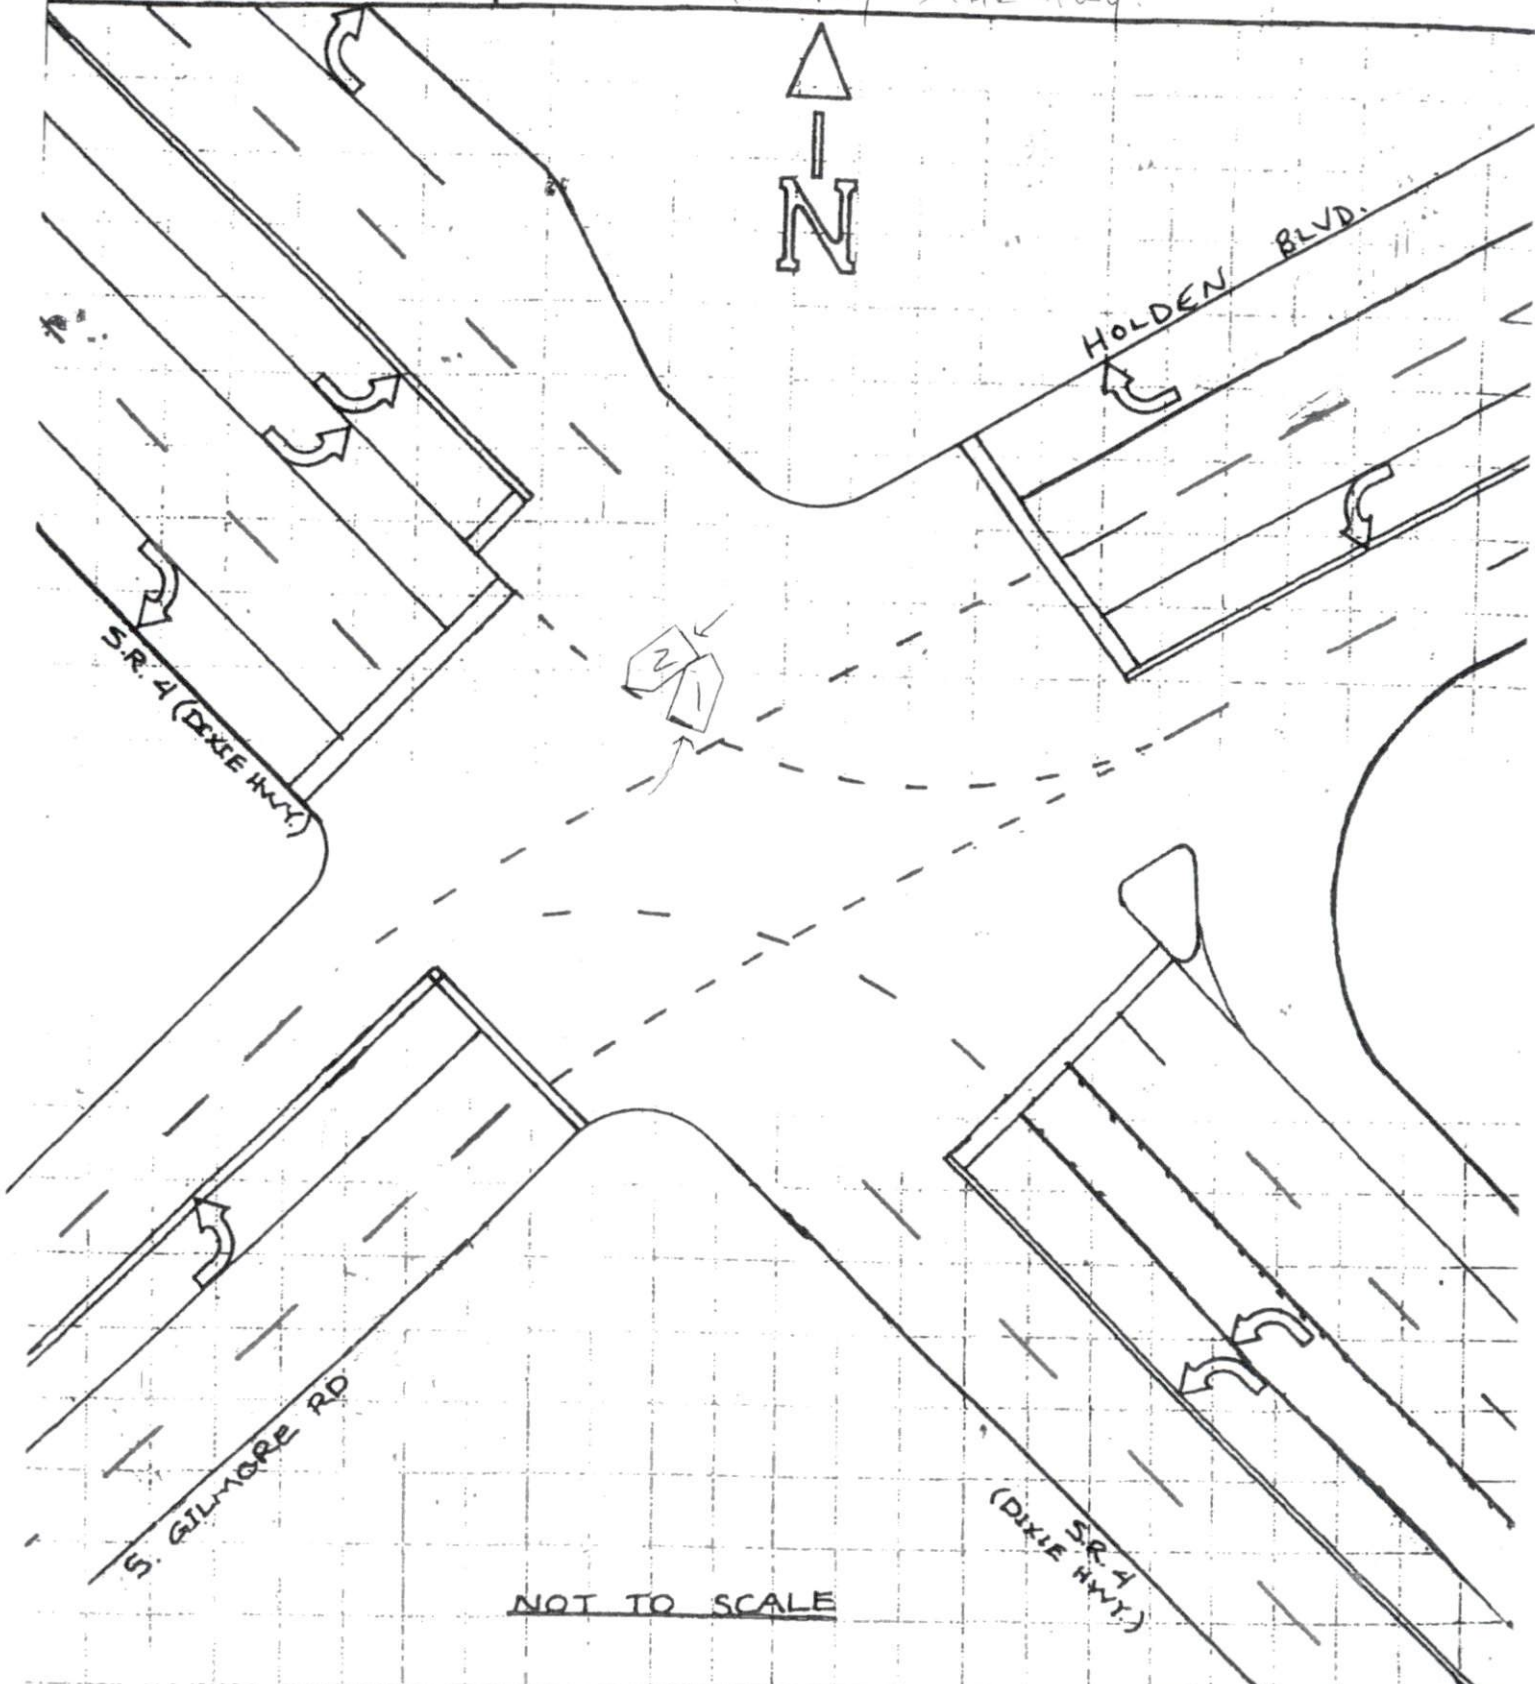 N
HOLDEN BLVD.
S.R. 4 (DIXIE HWY.)
2
1
S. GILMORE RD
S.R. 4
(DIXIE HWY.)
NOT TO SCALE